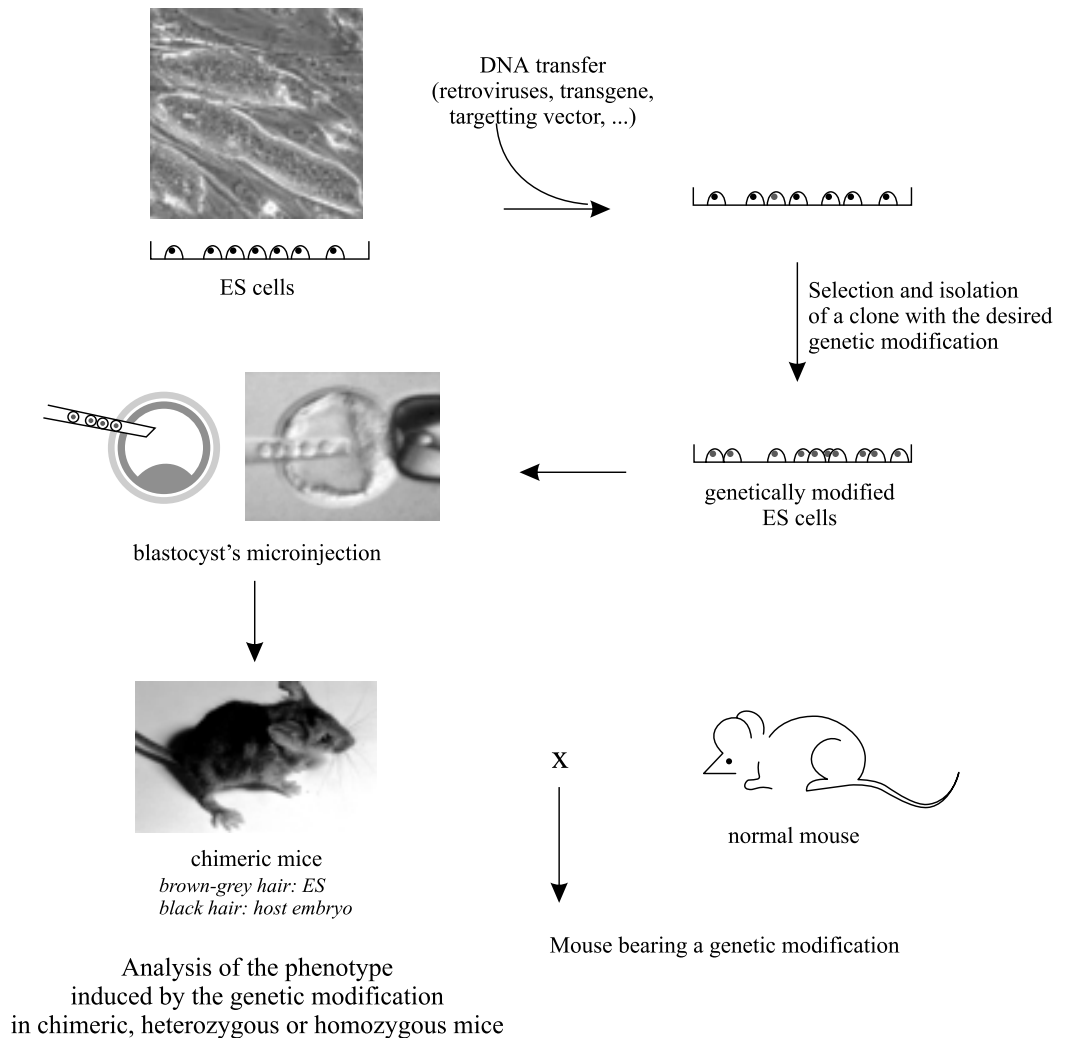 DNA transfer
(retroviruses, transgene,
targetting vector, ...)
ES cells
Selection and isolation
of a clone with the desired
genetic modification
genetically modified
ES cells
blastocyst’s microinjection
x
normal mouse
chimeric mice
brown-grey hair: ES
black hair: host embryo
Mouse bearing a genetic modification
Analysis of the phenotype
induced by the genetic modification
in chimeric, heterozygous or homozygous mice